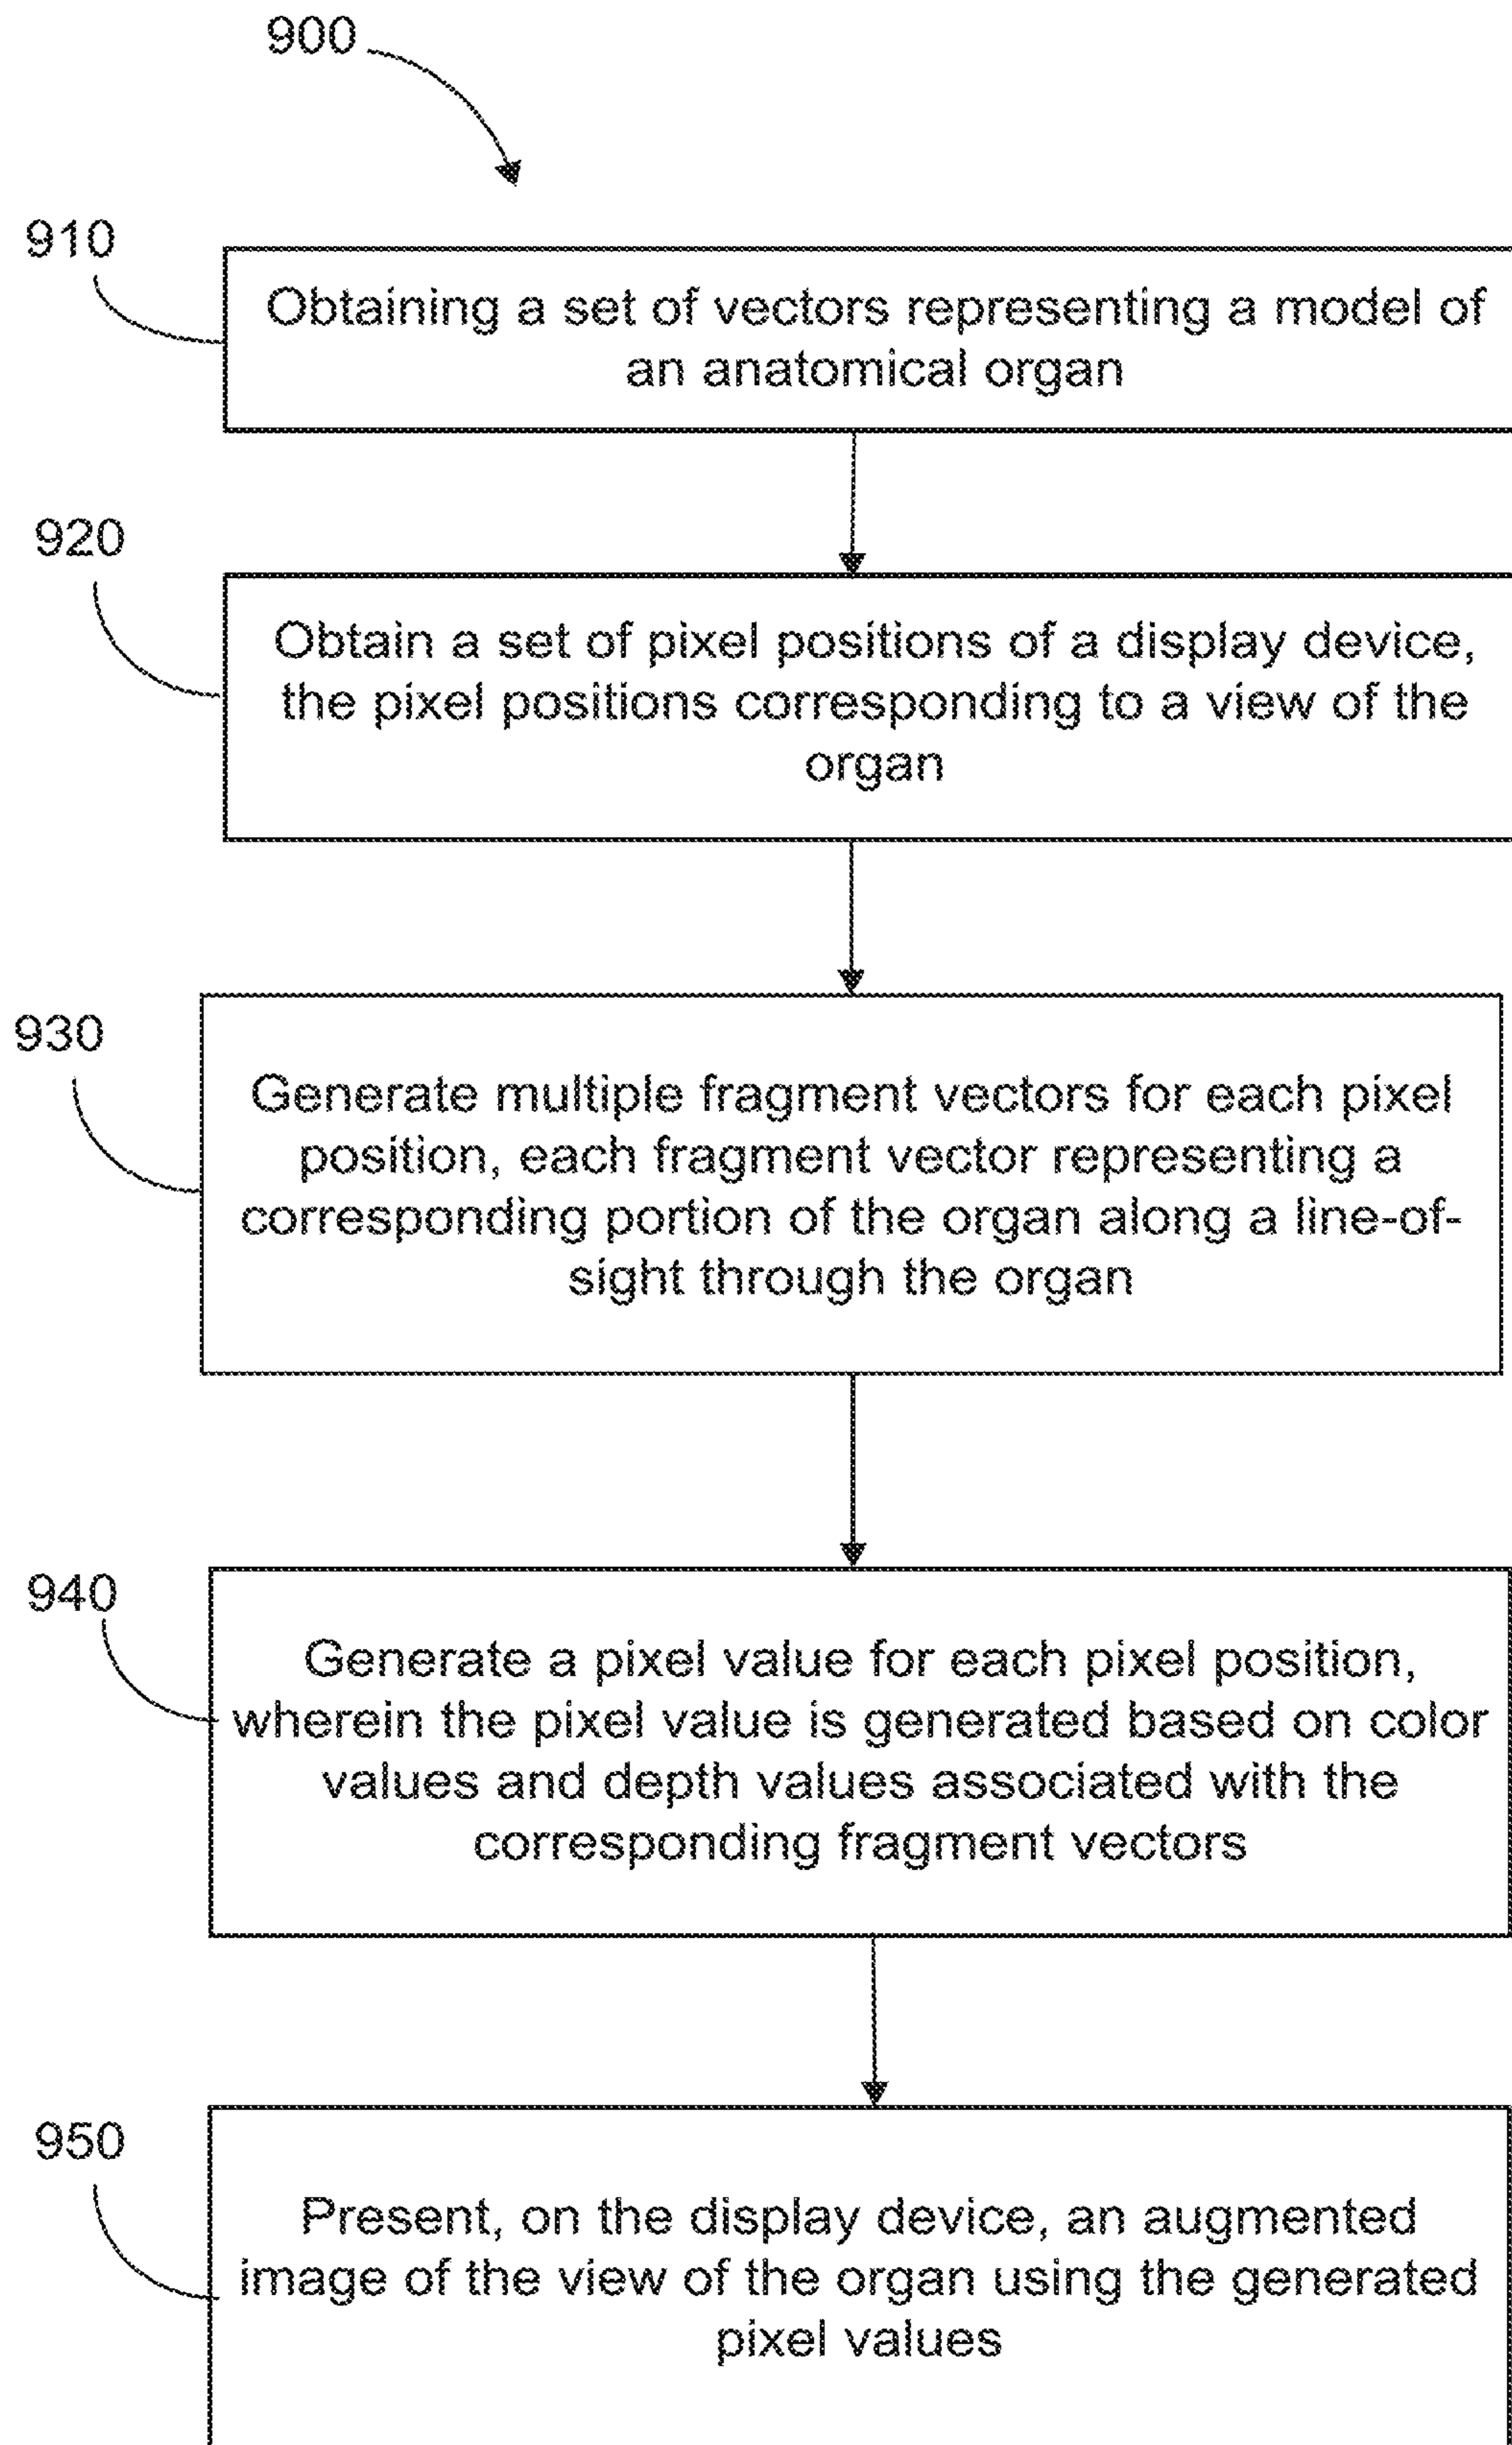 900
910
Obtaining a set of vectors representing a model of
an anatomical organ
920
Obtain a set of pixel positions of a display device,
the pixel positions corresponding to a view of the
organ
930
Generate multiple fragment vectors for each pixel
position, each fragment vector representing a
corresponding portion of the organ along a line-of-
sight through the organ
940
Generate a pixel value for each pixel position,
wherein the pixel value is generated based on color
values and depth values associated with the
corresponding fragment vectors
950
Present, on the display device, an augmented
image of the view of the organ using the generated
pixel values